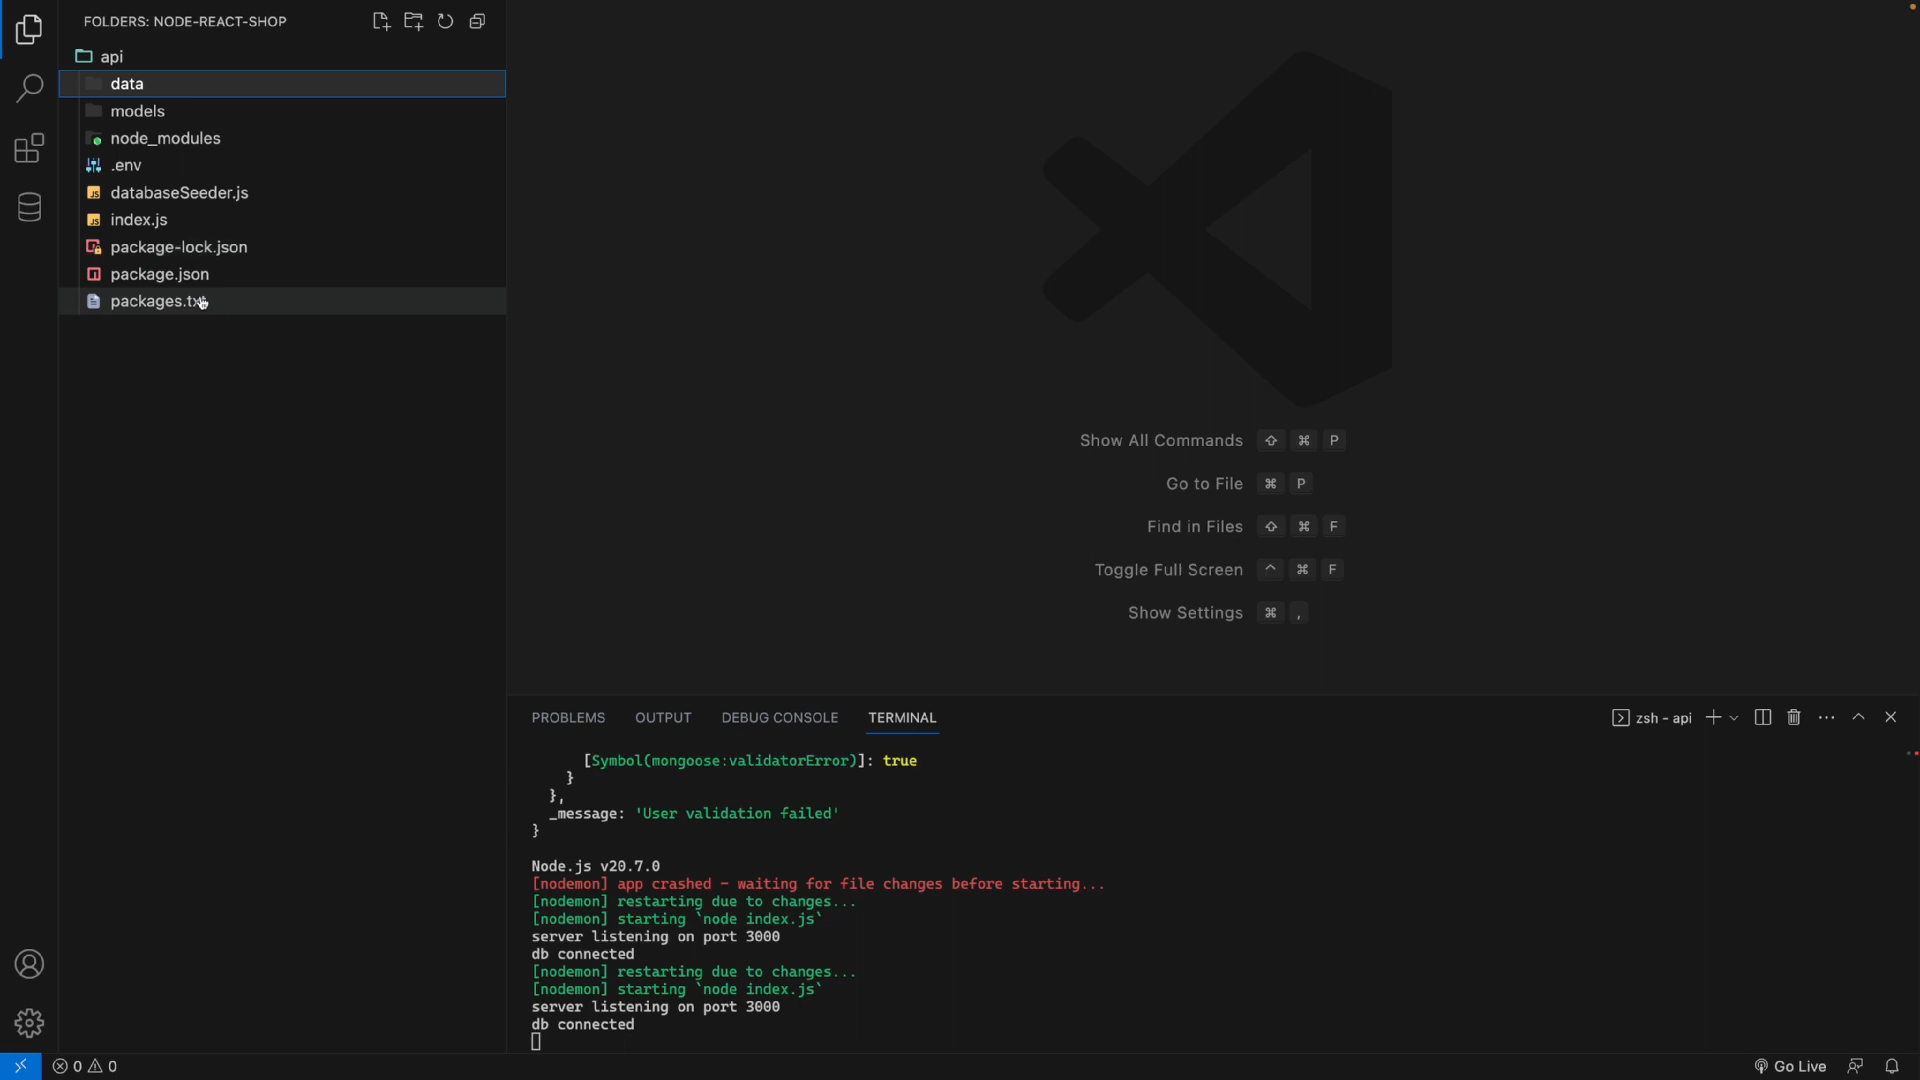 FOLDERS: NODE-REACT-SHOP
api
data
models
node_modules
.env
databaseSeeder.js
index.js
package-lock.json
package.json
packages.txt
Show All Commands ⇧ ⌘ P
Go to File ⌘ P
Find in Files ⇧ ⌘ F
Toggle Full Screen ^ ⌘ F
Show Settings ⌘ ,
PROBLEMS OUTPUT DEBUG CONSOLE TERMINAL zsh - api
[Symbol(mongoose:validatorError)]: true
}
},
_message: 'User validation failed'
}
Node.js v20.7.0
[nodemon] app crashed - waiting for file changes before starting...
[nodemon] restarting due to changes...
[nodemon] starting `node index.js`
server listening on port 3000
db connected
[nodemon] restarting due to changes...
[nodemon] starting `node index.js`
server listening on port 3000
db connected
0 0 Go Live